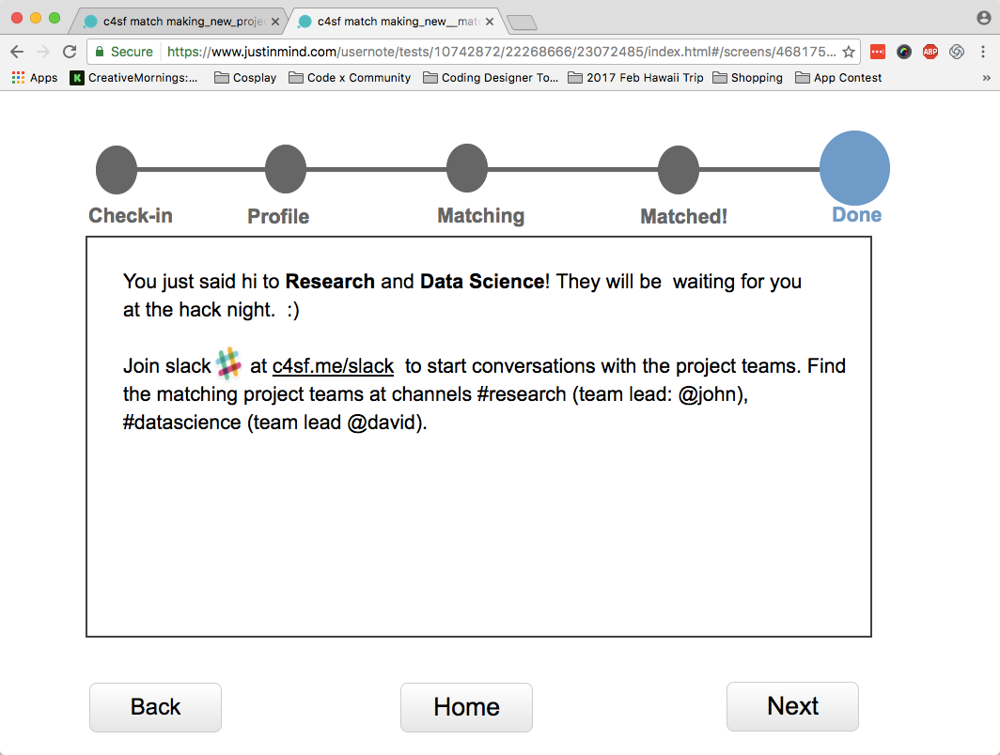 c4sf match making_new_proje
c4sf match making_new__mat
Secure https://www.justinmind.com/usernote/tests/10742872/22268666/23072485/index.html#/screens/468175...
ABP
Apps K CreativeMornings:... Cosplay Code x Community Coding Designer To... 2017 Feb Hawaii Trip Shopping App Contest »
Check-in Profile Matching Matched! Done
You just said hi to Research and Data Science! They will be  waiting for you
at the hack night.  :)
Join slack at c4sf.me/slack  to start conversations with the project teams. Find
the matching project teams at channels #research (team lead: @john),
#datascience (team lead @david).
Back Home Next